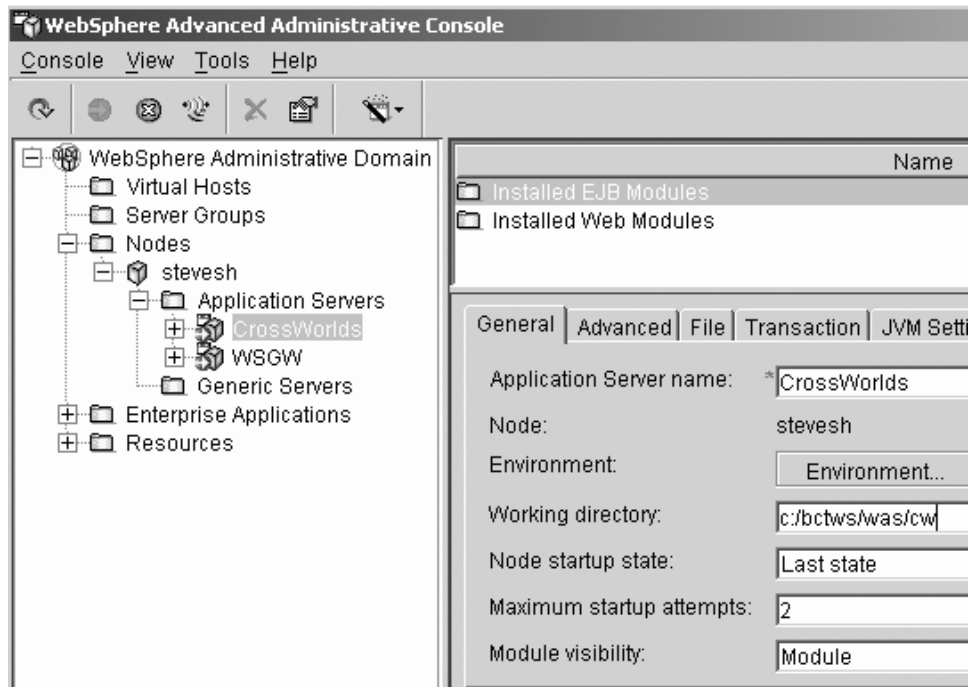 WebSphere Advanced Administrative Console
Console View Tools Help
WebSphere Administrative Domain
Virtual Hosts
Server Groups
Nodes
stevesh
Application Servers
CrossWorlds
WSGW
Generic Servers
Enterprise Applications
Resources
Name
Installed EJB Modules
Installed Web Modules
General Advanced File Transaction JVM Setti
Application Server name: *CrossWorlds
Node: stevesh
Environment: Environment...
Working directory: c:/bctws/was/cw
Node startup state: Last state
Maximum startup attempts: 2
Module visibility: Module